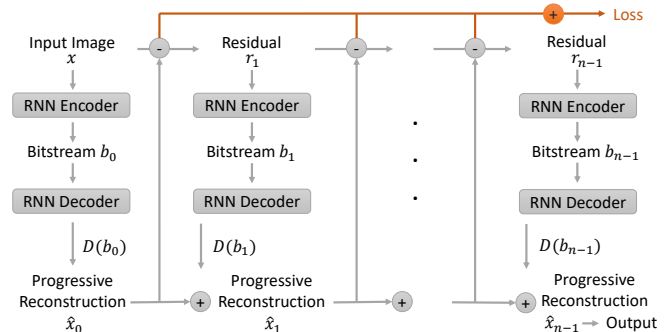 Loss
Input Image
x
Residual
r₁
Residual
rₙ₋₁
RNN Encoder
RNN Encoder
RNN Encoder
Bitstream b₀
Bitstream b₁
Bitstream bₙ₋₁
RNN Decoder
RNN Decoder
RNN Decoder
D(b₀)
D(b₁)
D(bₙ₋₁)
Progressive
Reconstruction
x̂₀
Progressive
Reconstruction
x̂₁
Progressive
Reconstruction
x̂ₙ₋₁
Output